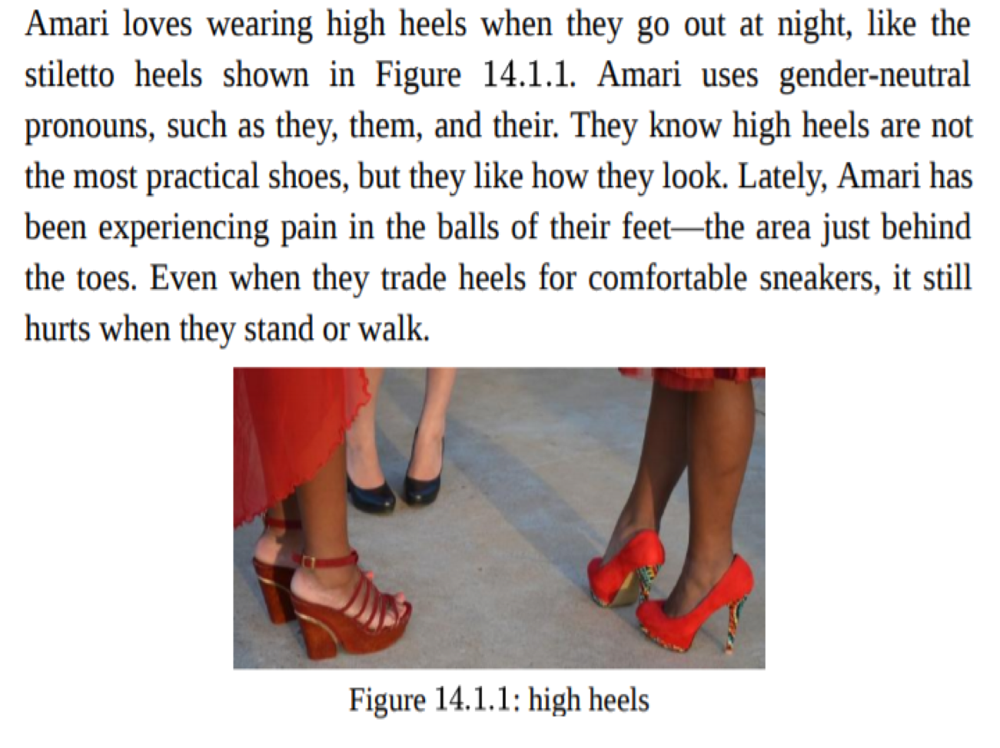 Amari loves wearing high heels when they go out at night, like the
stiletto heels shown in Figure 14.1.1. Amari uses gender-neutral
pronouns, such as they, them, and their. They know high heels are not
the most practical shoes, but they like how they look. Lately, Amari has
been experiencing pain in the balls of their feet—the area just behind
the toes. Even when they trade heels for comfortable sneakers, it still
hurts when they stand or walk.
Figure 14.1.1: high heels